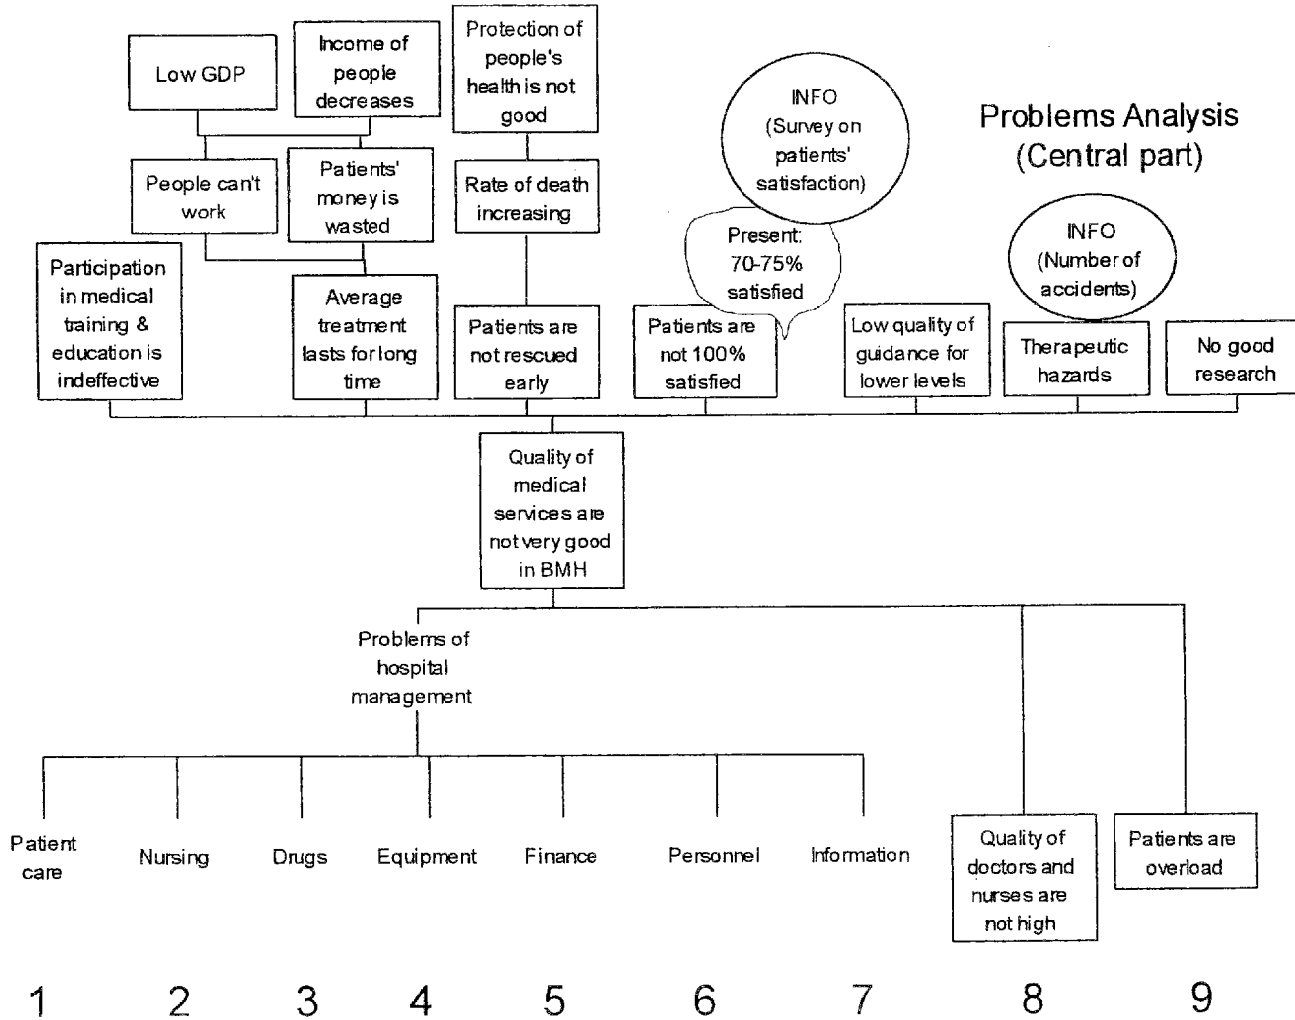 Low GDP
Income of
people
decreases
Protection of
people's
health is not
good
INFO
(Survey on
patients'
satisfaction)
Problems Analysis
(Central part)
People can't
work
Patients'
money is
wasted
Rate of death
increasing
Present:
70-75%
satisfied
INFO
(Number of
accidents)
Participation
in medical
training &
education is
indeffective
Average
treatment
lasts for long
time
Patients are
not rescued
early
Patients are
not 100%
satisfied
Low quality of
guidance for
lower levels
Therapeutic
hazards
No good
research
Quality of
medical
services are
not very good
in BMH
Problems of
hospital
management
Patient
care
Nursing
Drugs
Equipment
Finance
Personnel
Information
Quality of
doctors and
nurses are
not high
Patients are
overload
1 2 3 4 5 6 7 8 9